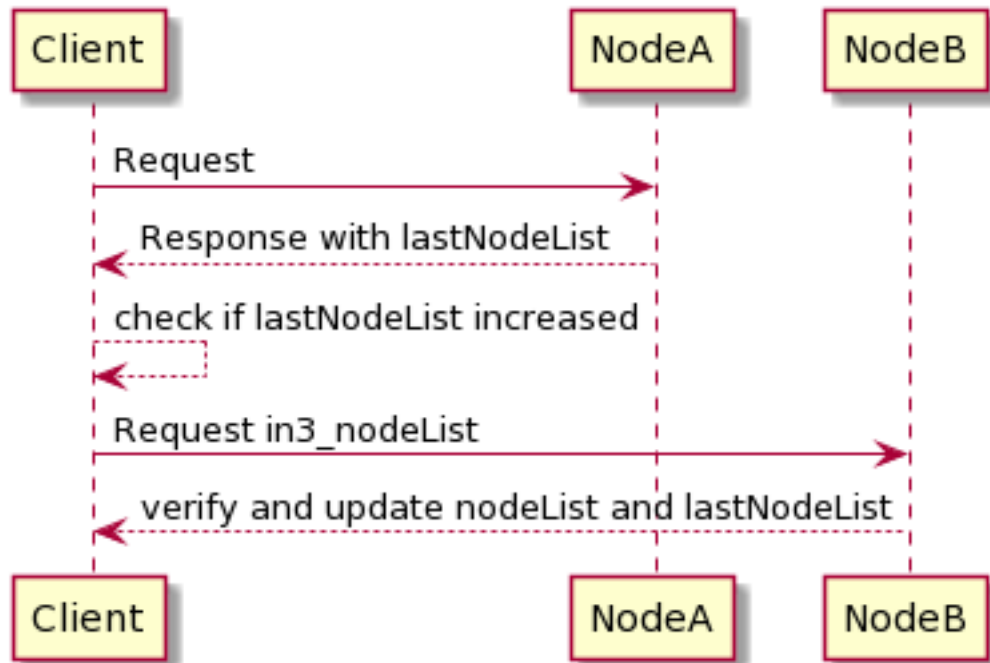 Client
NodeA
NodeB
Request
Response with lastNodeList
check if lastNodeList increased
Request in3_nodeList
verify and update nodeList and lastNodeList
Client
NodeA
NodeB